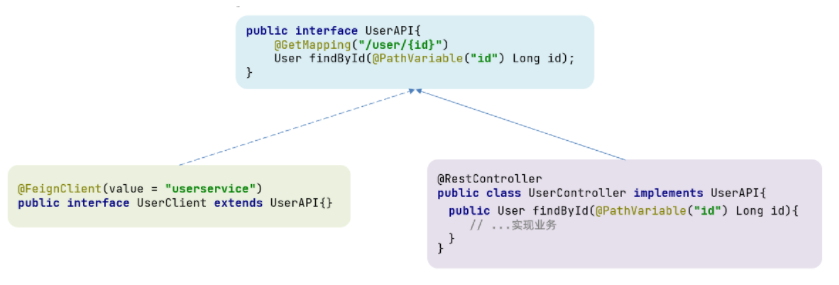 public interface UserAPI{
    @GetMapping("/user/{id}")
    User findById(@PathVariable("id") Long id);
}
@FeignClient(value = "userservice")
public interface UserClient extends UserAPI{}
@RestController
public class UserController implements UserAPI{
  public User findById(@PathVariable("id") Long id){
    // ...实现业务
  }
}